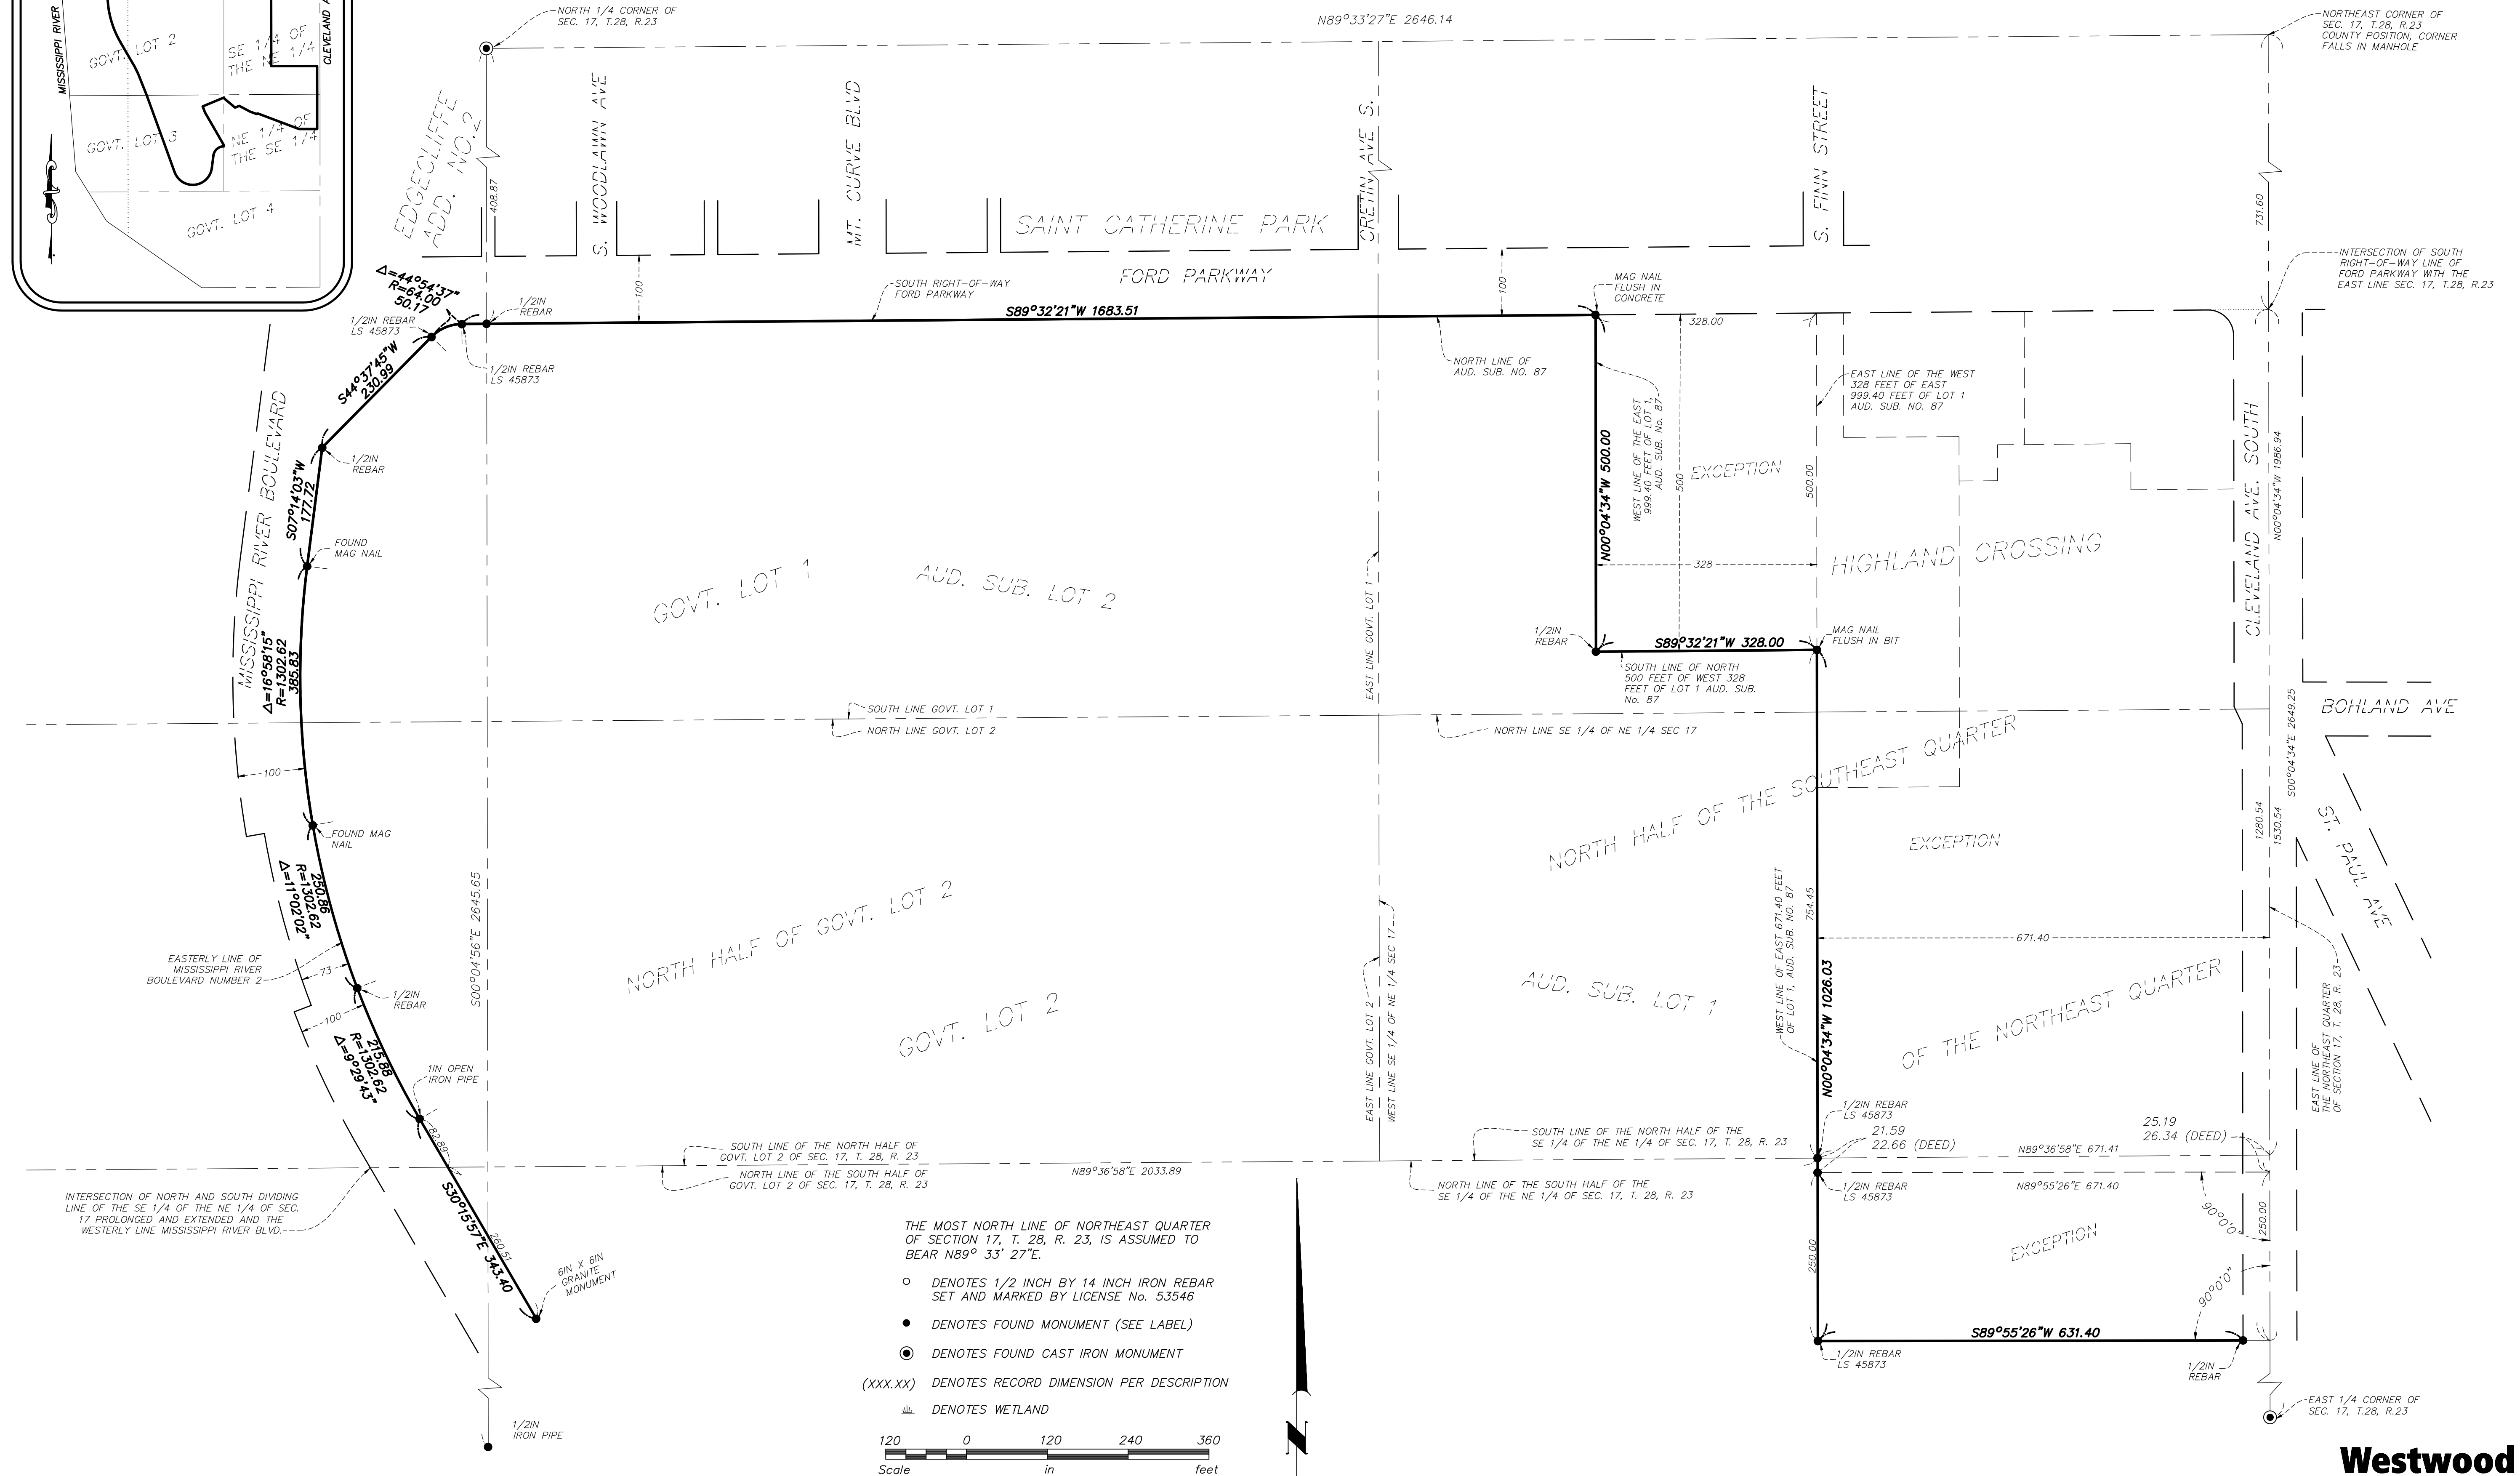 MISSISSIPPI RIVER
GOVT. LOT 2
SE 1/4 OF
THE NE 1/4
CLEVELAND A
GOVT. LOT 3
NE 1/4 OF
THE SE 1/4
GOVT. LOT 4
NORTH 1/4 CORNER OF
SEC. 17, T.28, R.23
N89°33'27"E 2646.14
NORTHEAST CORNER OF
SEC. 17, T.28, R.23
COUNTY POSITION, CORNER
FALLS IN MANHOLE
EDGECLIFFE
ADD. NO.2
408.87
S. WOODLAWN AVE
MT. CURVE BLVD
SAINT CATHERINE PARK
CRETIN AVE S.
S. FINN STREET
731.60
INTERSECTION OF SOUTH
RIGHT-OF-WAY LINE OF
FORD PARKWAY WITH THE
EAST LINE SEC. 17, T.28, R.23
Δ=44°54'37"
R=64.00
50.17
1/2IN REBAR
LS 45873
1/2IN
REBAR
1/2IN REBAR
LS 45873
100
SOUTH RIGHT-OF-WAY
FORD PARKWAY
FORD PARKWAY
S89°32'21"W 1683.51
100
MAG NAIL
FLUSH IN
CONCRETE
328.00
NORTH LINE OF
AUD. SUB. NO. 87
S44°37'45"W
230.99
1/2IN
REBAR
S07°14'03"W
177.72
MISSISSIPPI RIVER BOULEVARD
FOUND
MAG NAIL
Δ=16°58'15"
R=1302.62
385.83
GOVT. LOT 1
AUD. SUB. LOT 2
EAST LINE GOVT. LOT 1
N00°04'34"W 500.00
WEST LINE OF THE EAST
999.40 FEET OF LOT 1,
AUD. SUB. No. 87
500
EXCEPTION
500.00
EAST LINE OF THE WEST
328 FEET OF EAST
999.40 FEET OF LOT 1
AUD. SUB. NO. 87
328
HIGHLAND CROSSING
CLEVELAND AVE. SOUTH
N00°04'34"W 1986.94
1/2IN
REBAR
S89°32'21"W 328.00
MAG NAIL
FLUSH IN BIT
SOUTH LINE OF NORTH
500 FEET OF WEST 328
FEET OF LOT 1 AUD. SUB.
No. 87
SOUTH LINE GOVT. LOT 1
NORTH LINE GOVT. LOT 2
NORTH LINE SE 1/4 OF NE 1/4 SEC 17
BOHLAND AVE
S00°04'34"E 2649.25
100
FOUND MAG
NAIL
NORTH HALF OF THE SOUTHEAST QUARTER
EXCEPTION
1280.54
1530.54
ST. PAUL AVE
250.86
R=1302.62
Δ=11°02'02"
S00°04'56"E 2645.65
NORTH HALF OF GOVT. LOT 2
WEST LINE OF EAST 671.40 FEET
OF LOT 1, AUD. SUB. NO. 87
754.45
671.40
EASTERLY LINE OF
MISSISSIPPI RIVER
BOULEVARD NUMBER 2
73
1/2IN
REBAR
100
GOVT. LOT 2
AUD. SUB. LOT 1
N00°04'34"W 1026.03
OF THE NORTHEAST QUARTER
EAST LINE OF
THE NORTHEAST QUARTER
OF SECTION 17, T. 28, R. 23
215.88
R=1302.62
Δ=9°29'43"
1IN OPEN
IRON PIPE
EAST LINE GOVT. LOT 2
WEST LINE SE 1/4 OF NE 1/4 SEC 17
1/2IN REBAR
LS 45873
21.59
22.66 (DEED)
25.19
26.34 (DEED)
82.89
SOUTH LINE OF THE NORTH HALF OF
GOVT. LOT 2 OF SEC. 17, T. 28, R. 23
SOUTH LINE OF THE NORTH HALF OF THE
SE 1/4 OF THE NE 1/4 OF SEC. 17, T. 28, R. 23
N89°36'58"E 671.41
NORTH LINE OF THE SOUTH HALF OF
GOVT. LOT 2 OF SEC. 17, T. 28, R. 23
N89°36'58"E 2033.89
NORTH LINE OF THE SOUTH HALF OF THE
SE 1/4 OF THE NE 1/4 OF SEC. 17, T. 28, R. 23
1/2IN REBAR
LS 45873
N89°55'26"E 671.40
INTERSECTION OF NORTH AND SOUTH DIVIDING
LINE OF THE SE 1/4 OF THE NE 1/4 OF SEC.
17 PROLONGED AND EXTENDED AND THE
WESTERLY LINE MISSISSIPPI RIVER BLVD.
S30°15'57"E 343.40
260.51
6IN X 6IN
GRANITE
MONUMENT
90°0'0"
250.00
EXCEPTION
250.00
90°0'0"
S89°55'26"W 631.40
1/2IN REBAR
LS 45873
1/2IN
REBAR
THE MOST NORTH LINE OF NORTHEAST QUARTER
OF SECTION 17, T. 28, R. 23, IS ASSUMED TO
BEAR N89° 33' 27"E.
DENOTES 1/2 INCH BY 14 INCH IRON REBAR
SET AND MARKED BY LICENSE No. 53546
DENOTES FOUND MONUMENT (SEE LABEL)
DENOTES FOUND CAST IRON MONUMENT
(XXX.XX) DENOTES RECORD DIMENSION PER DESCRIPTION
DENOTES WETLAND
1/2IN
IRON PIPE
120 0 120 240 360
Scale in feet
N
EAST 1/4 CORNER OF
SEC. 17, T.28, R.23
Westwood